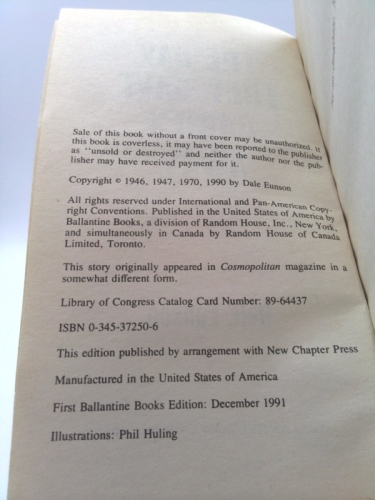 Sale of this book without a front cover may be unauthorized. If
this book is coverless, it may have been reported to the publisher
as "unsold or destroyed" and neither the author nor the pub-
lisher may have received payment for it.
Copyright © 1946, 1947, 1970, 1990 by Dale Eunson
All rights reserved under International and Pan-American Copy-
right Conventions. Published in the United States of America by
Ballantine Books, a division of Random House, Inc., New York,
and simultaneously in Canada by Random House of Canada
Limited, Toronto.
This story originally appeared in Cosmopolitan magazine in a
somewhat different form.
Library of Congress Catalog Card Number: 89-64437
ISBN 0-345-37250-6
This edition published by arrangement with New Chapter Press
Manufactured in the United States of America
First Ballantine Books Edition: December 1991
Illustrations: Phil Huling